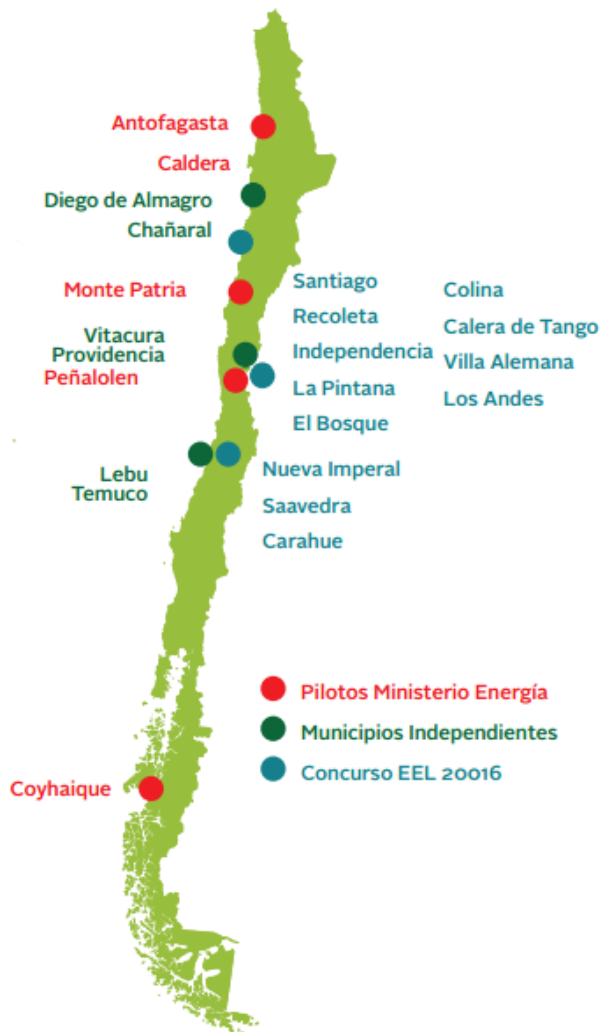 Antofagasta
Caldera
Diego de Almagro
Chañaral
Monte Patria
Vitacura
Providencia
Peñalolen
Santiago
Recoleta
Independencia
La Pintana
El Bosque
Colina
Calera de Tango
Villa Alemana
Los Andes
Lebu
Temuco
Nueva Imperal
Saavedra
Carahue
Pilotos Ministerio Energía
Municipios Independientes
Concurso EEL 20016
Coyhaique